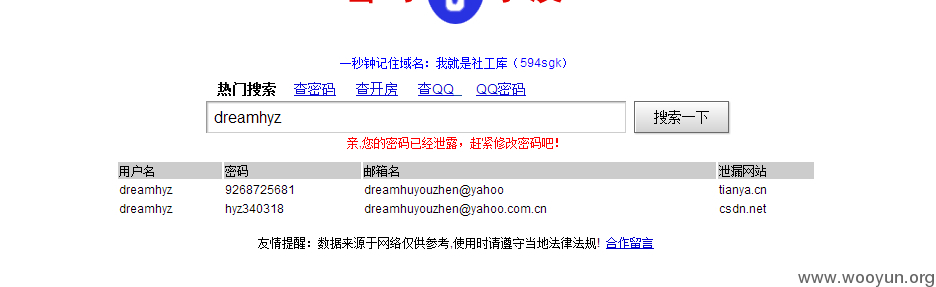 一秒钟记住域名：我就是社工库（594sgk）
热门搜索 查密码 查开房 查QQ QQ密码
dreamhyz 搜索一下
亲,您的密码已经泄露，赶紧修改密码吧！
用户名 密码 邮箱名 泄漏网站
dreamhyz 9268725681 dreamhuyouzhen@yahoo tianya.cn
dreamhyz hyz340318 dreamhuyouzhen@yahoo.com.cn csdn.net
友情提醒：数据来源于网络仅供参考,使用时请遵守当地法律法规! 合作留言
www.wooyun.org